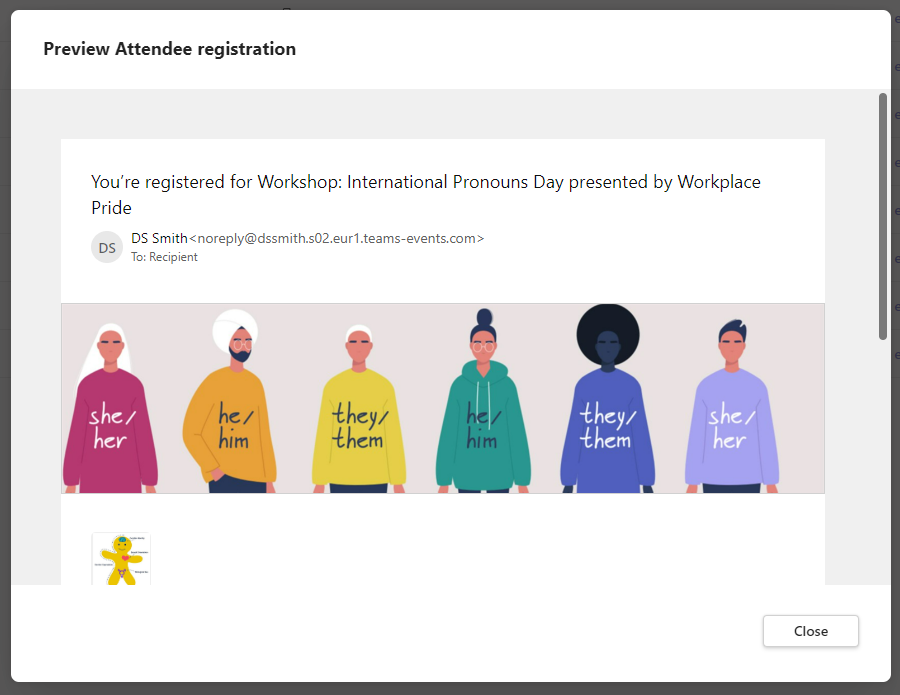 Preview Attendee registration
You’re registered for Workshop: International Pronouns Day presented by Workplace
Pride
DS
DS Smith<noreply@dssmith.s02.eur1.teams-events.com>
To: Recipient
she/
her
he/
him
they/
them
he/
him
they/
them
she/
her
Close